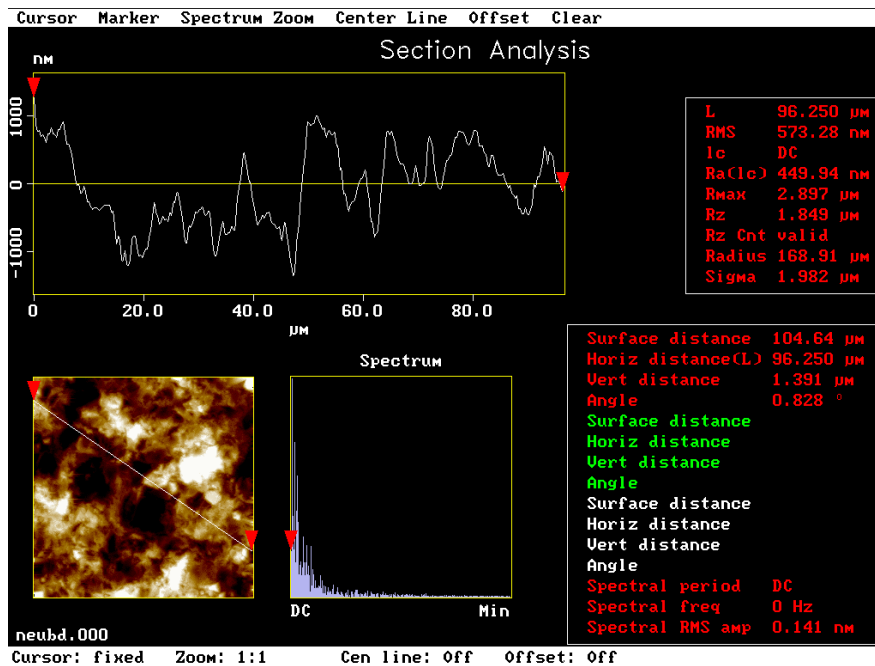 Cursor Marker Spectrum Zoom Center Line Offset Clear
Section Analysis
nM
1000
0
-1000
0 20.0 40.0 60.0 80.0
µM
L 96.250 µM
RMS 573.28 nM
lc DC
Ra(lc) 449.94 nM
Rmax 2.897 µM
Rz 1.849 µM
Rz Cnt valid
Radius 168.91 µM
Sigma 1.982 µM
Surface distance 104.64 µM
Horiz distance(L) 96.250 µM
Vert distance 1.391 µM
Angle 0.828 °
Surface distance
Horiz distance
Vert distance
Angle
Surface distance
Horiz distance
Vert distance
Angle
Spectral period DC
Spectral freq 0 Hz
Spectral RMS amp 0.141 nM
Spectrum
DC Min
neubd.000
Cursor: fixed Zoom: 1:1 Cen line: Off Offset: Off